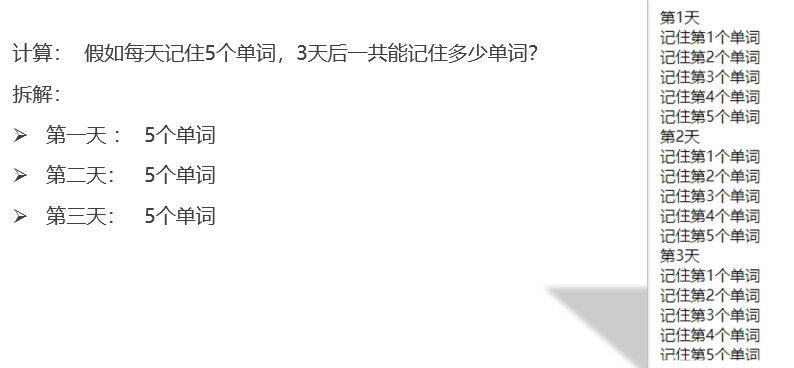 计算： 假如每天记住5个单词，3天后一共能记住多少单词？
拆解：
➢ 第一天： 5个单词
➢ 第二天： 5个单词
➢ 第三天： 5个单词
第1天
记住第1个单词
记住第2个单词
记住第3个单词
记住第4个单词
记住第5个单词
第2天
记住第1个单词
记住第2个单词
记住第3个单词
记住第4个单词
记住第5个单词
第3天
记住第1个单词
记住第2个单词
记住第3个单词
记住第4个单词
记住第5个单词